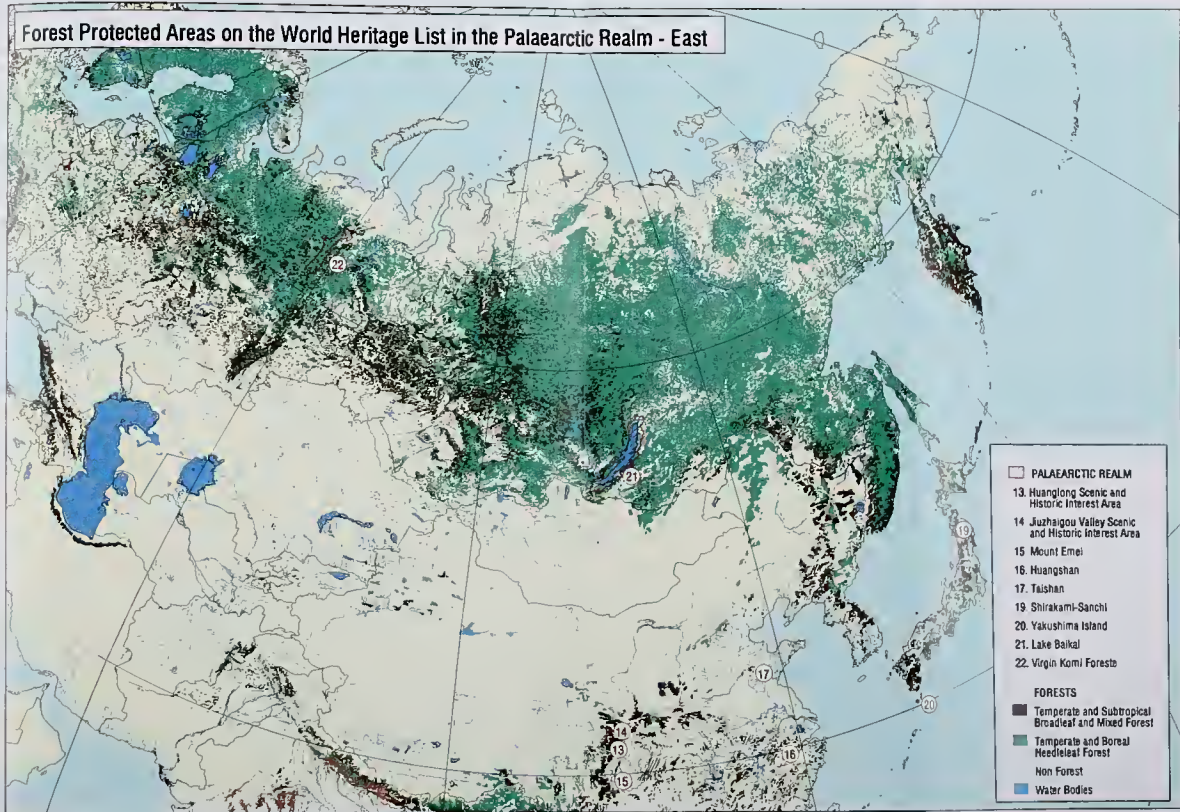 Forest Protected Areas on the World Heritage List in the Palaearctic Realm - East
22
21
19
17
20
14
13
16
15
PALAEARCTIC REALM
13. Huanglong Scenic and
Historic Interest Area
14 Jiuzhaigou Valley Scenic
and Historic Interest Area
15 Mount Emei
16. Huangshan
17. Taishan
19. Shirakami-Sanchi
20. Yakushima Island
21. Lake Baikal
22. Virgin Komi Forests
FORESTS
Temperate and Subtropical
Broadleaf and Mixed Forest
Temperate and Boreal
Needleleaf Forest
Non Forest
Water Bodies